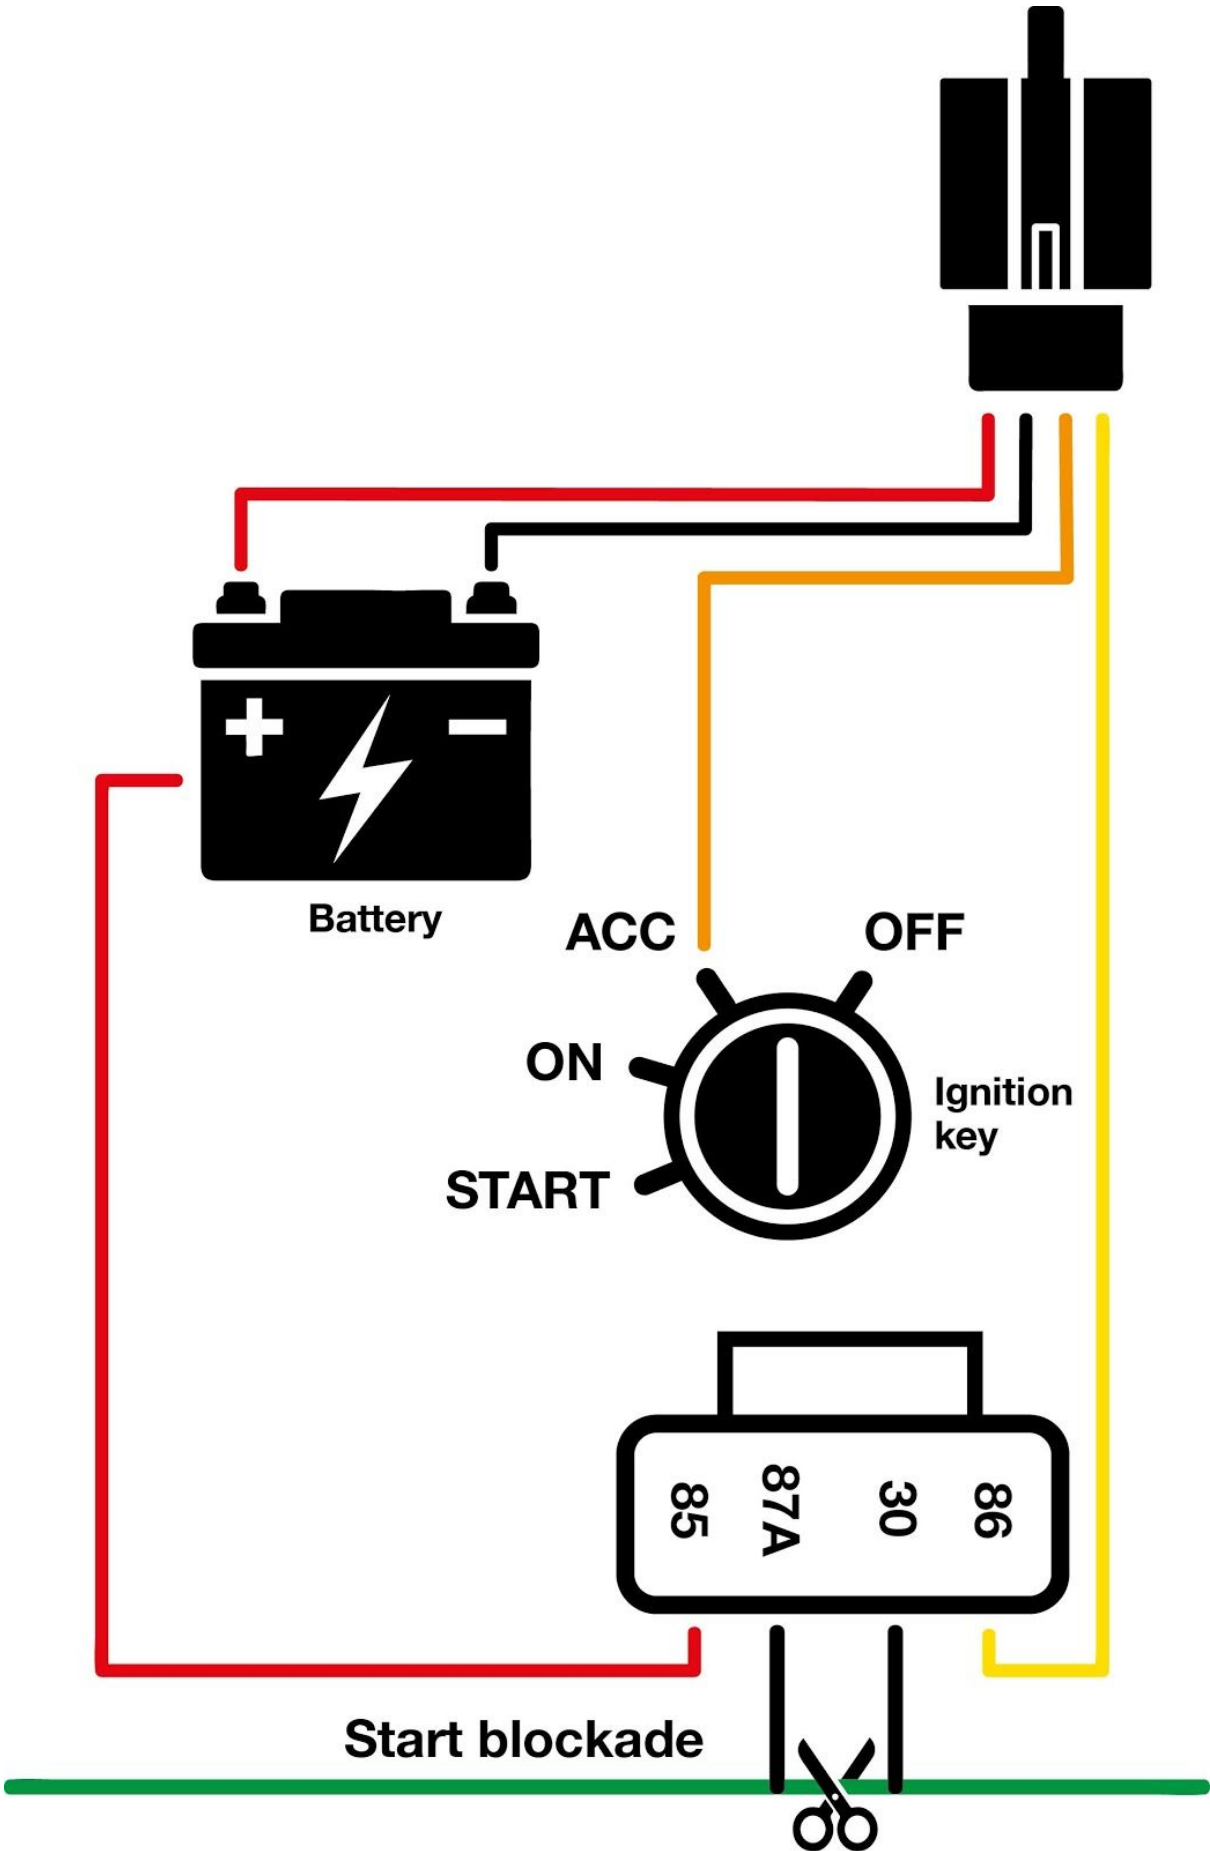 + −
Battery
ACC
OFF
ON
Ignition
key
START
85
87A
30
86
Start blockade